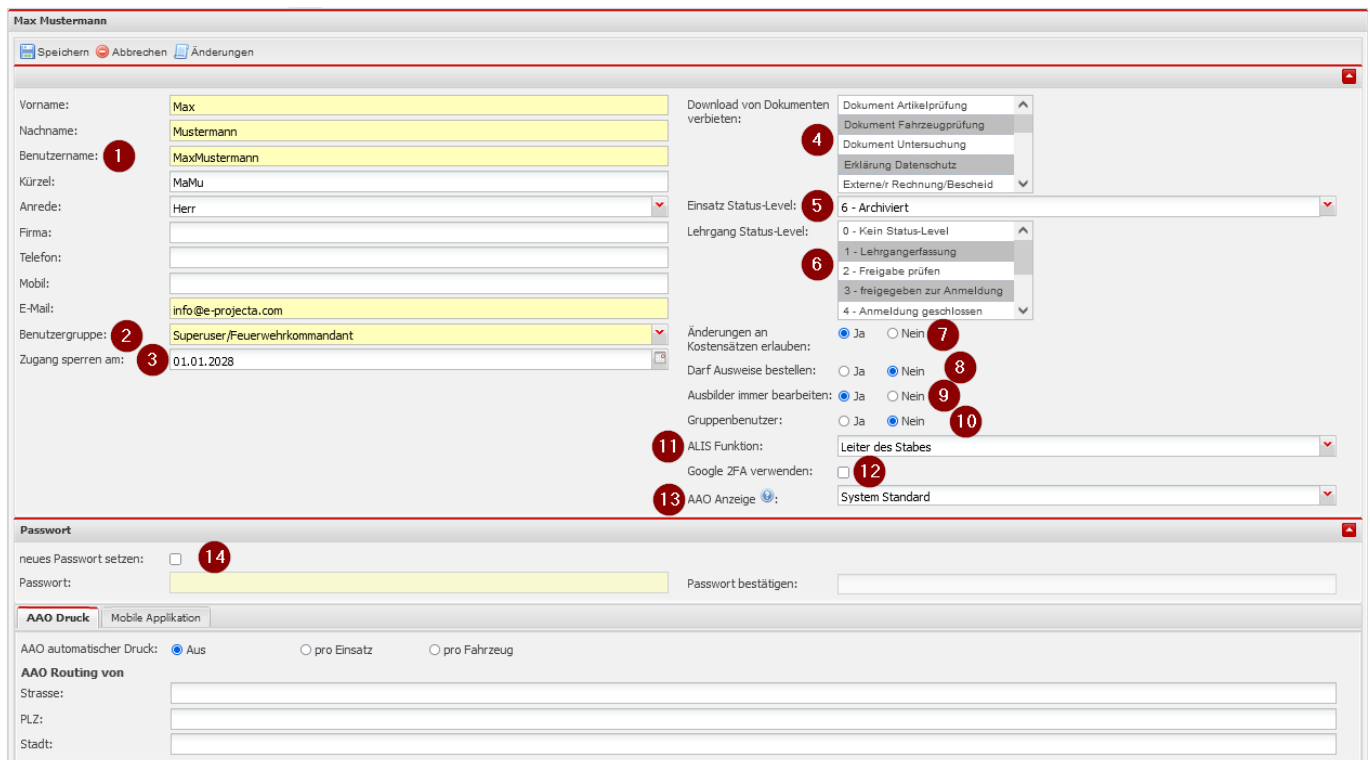 Max Mustermann
Speichern Abbrechen Änderungen
Vorname: Max
Nachname: Mustermann
Benutzername: 1 MaxMustermann
Kürzel: MaMu
Anrede: Herr
Firma:
Telefon:
Mobil:
E-Mail: info@e-projecta.com
Benutzergruppe: 2 Superuser/Feuerwehrkommandant
Zugang sperren am: 3 01.01.2028
Download von Dokumenten
verbieten:
4
Dokument Artikelprüfung
Dokument Fahrzeugprüfung
Dokument Untersuchung
Erklärung Datenschutz
Externe/r Rechnung/Bescheid
Einsatz Status-Level: 5 6 - Archiviert
Lehrgang Status-Level:
6
0 - Kein Status-Level
1 - Lehrgangerfassung
2 - Freigabe prüfen
3 - freigegeben zur Anmeldung
4 - Anmeldung geschlossen
Änderungen an
Kostensätzen erlauben:
Ja Nein 7
Darf Ausweise bestellen: Ja Nein 8
Ausbilder immer bearbeiten: Ja Nein 9
Gruppenbenutzer: Ja Nein 10
11 ALIS Funktion: Leiter des Stabes
Google 2FA verwenden: 12
13 AAO Anzeige ?: System Standard
Passwort
neues Passwort setzen: 14
Passwort: Passwort bestätigen:
AAO Druck Mobile Applikation
AAO automatischer Druck: Aus pro Einsatz pro Fahrzeug
AAO Routing von
Strasse:
PLZ:
Stadt: